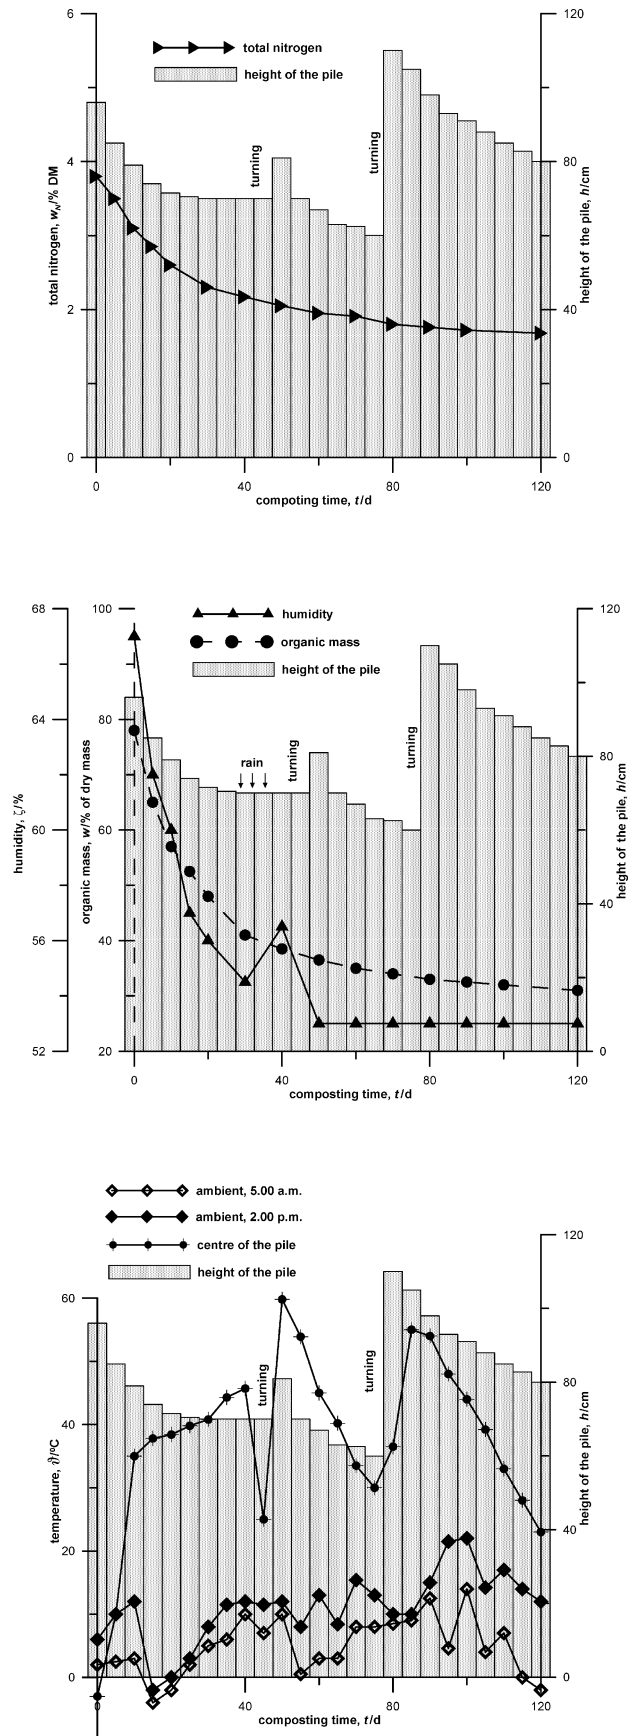 6
120
total nitrogen
height of the pile
turning
turning
4
80
total nitrogen, wN/% DM
height of the pile, h/cm
2
40
0
0
0
40
80
120
compoting time, t/d
68
100
120
humidity
organic mass
height of the pile
64
80
rain
turning
turning
80
humidity, ζ/%
organic mass, w/% of dry mass
height of the pile, h/cm
60
60
40
56
40
52
20
0
0
40
80
120
composting time, t/d
ambient, 5.00 a.m.
ambient, 2.00 p.m.
centre of the pile
height of the pile
120
60
turning
turning
80
40
temperature, ϑ/ºC
height of the pile, h/cm
40
20
0
0
0
40
80
120
composting time, t/d